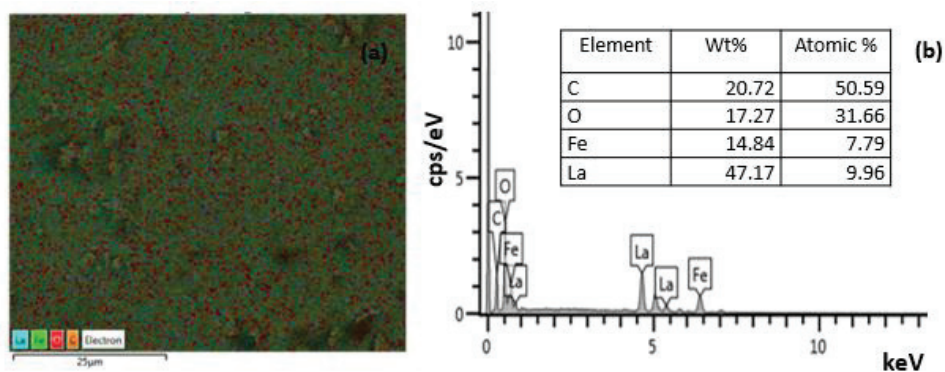 (a)
La Fe O C Electron
25μm
(b)
Element Wt% Atomic %
C 20.72 50.59
O 17.27 31.66
Fe 14.84 7.79
La 47.17 9.96
cps/eV
10
5
0
O
C
Fe
La
La
La
Fe
0 5 10
keV